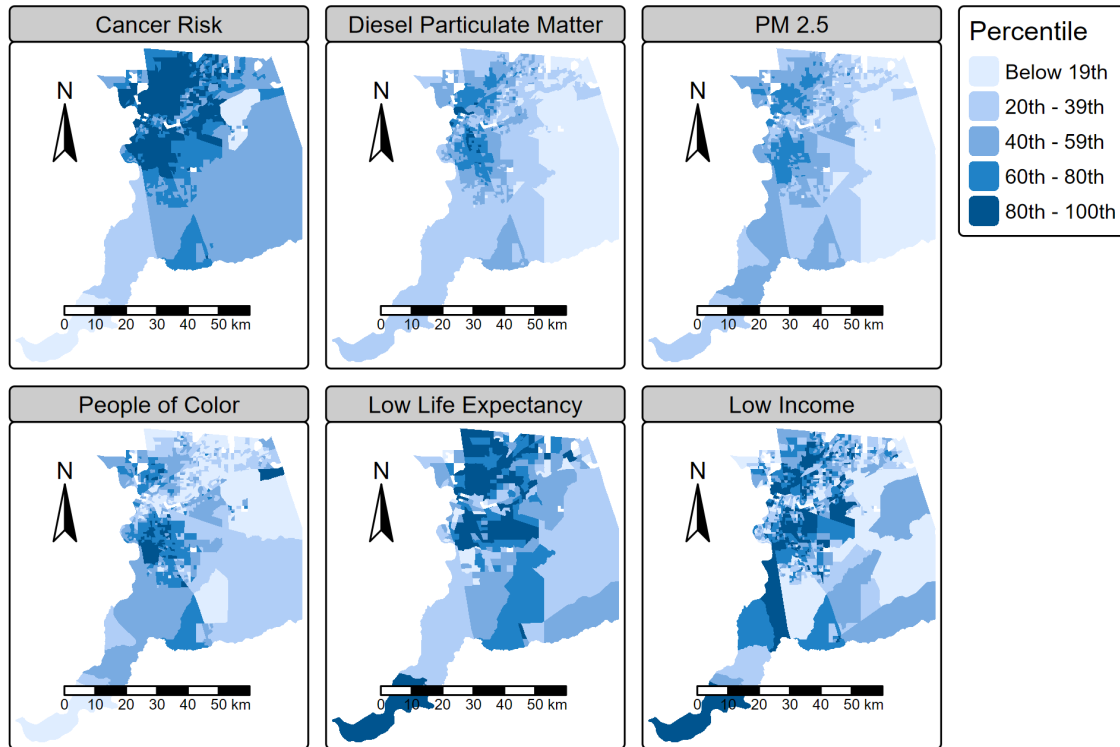 Cancer Risk
Diesel Particulate Matter
PM 2.5
Percentile
Below 19th
20th - 39th
40th - 59th
60th - 80th
80th - 100th
N
N
N
0 10 20 30 40 50 km
0 10 20 30 40 50 km
0 10 20 30 40 50 km
People of Color
Low Life Expectancy
Low Income
N
N
N
0 10 20 30 40 50 km
0 10 20 30 40 50 km
0 10 20 30 40 50 km